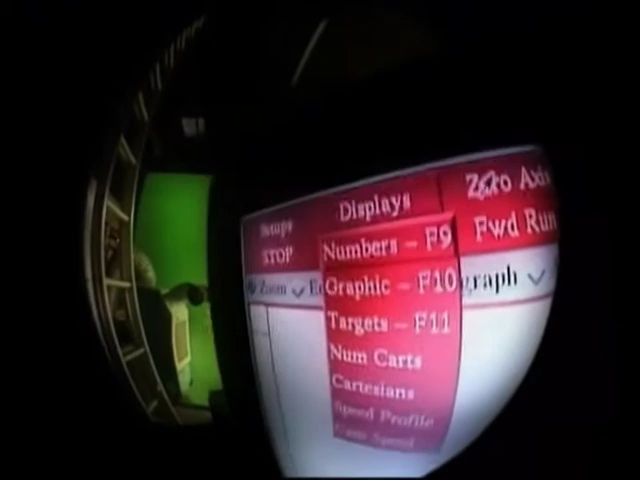 Setups
Displays
Zero Axis
STOP
Numbers - F9
Fwd Run
Zoom
Graphic - F10
graph
Targets - F11
Num Carts
Cartesians
Speed Profile